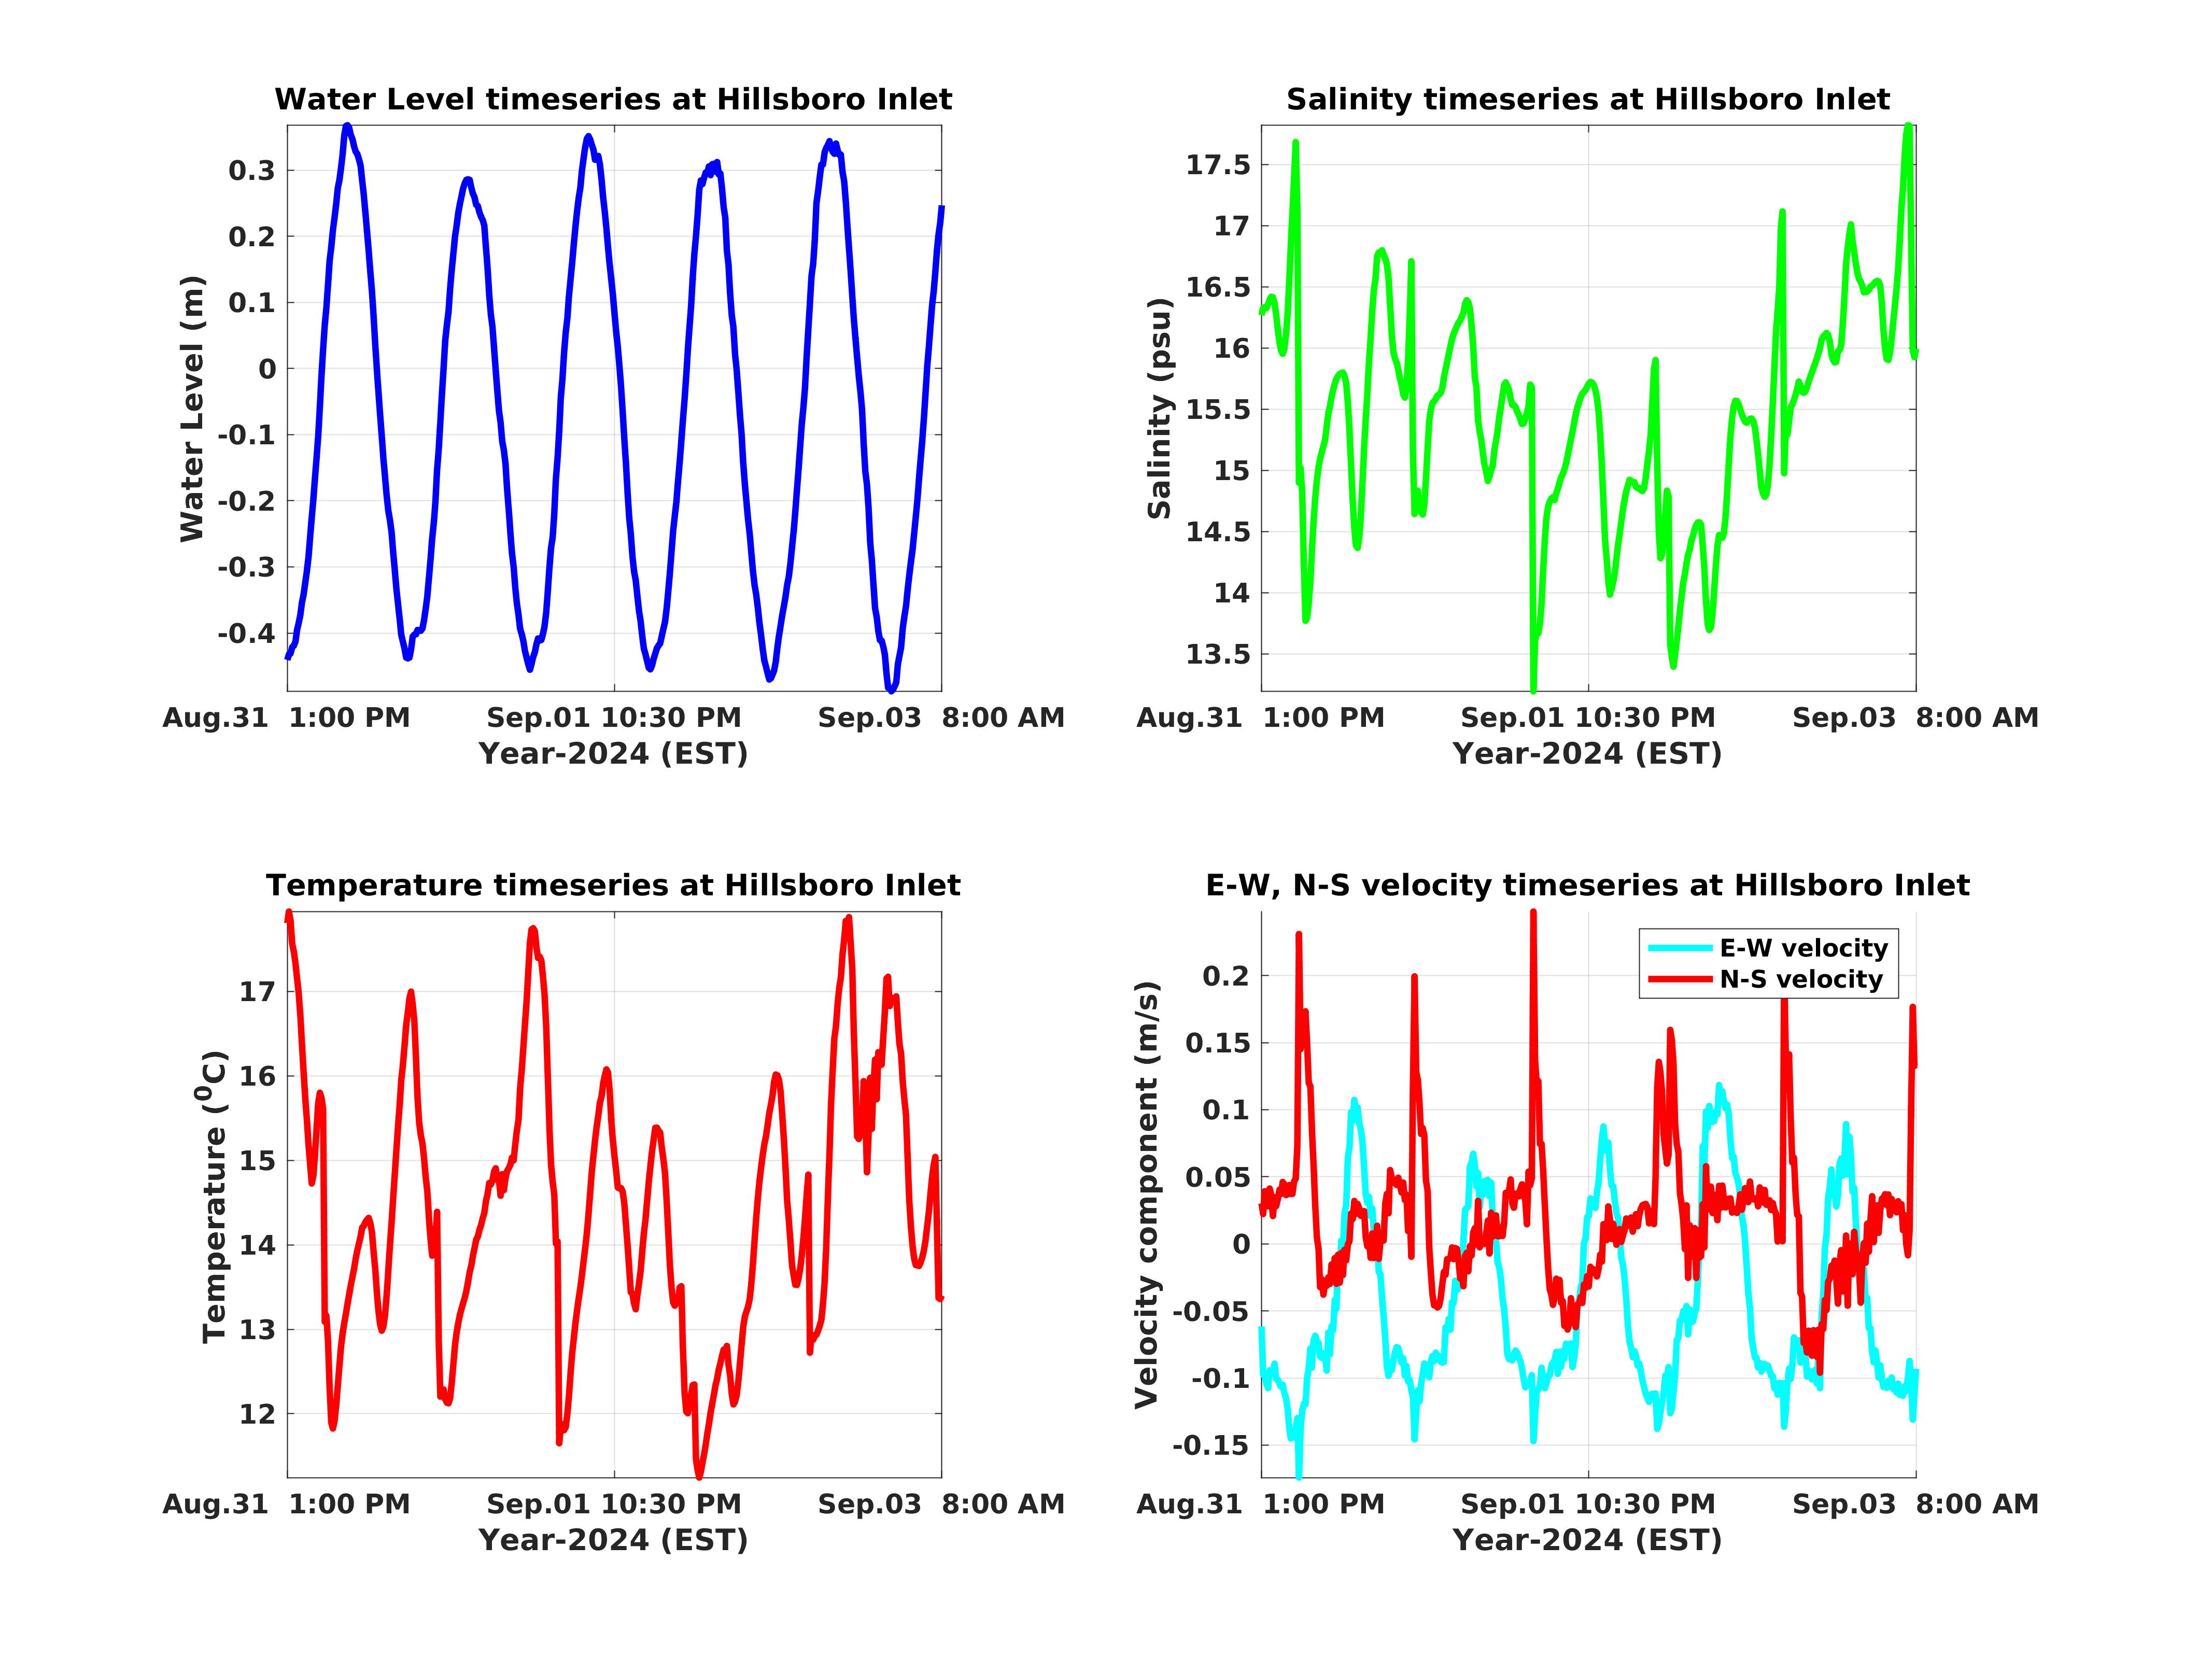 Water Level timeseries at Hillsboro Inlet
0.3
0.2
0.1
0
-0.1
-0.2
-0.3
-0.4
Water Level (m)
Aug.31 1:00 PM
Sep.01 10:30 PM
Sep.03 8:00 AM
Year-2024 (EST)
Salinity timeseries at Hillsboro Inlet
17.5
17
16.5
16
15.5
15
14.5
14
13.5
Salinity (psu)
Aug.31 1:00 PM
Sep.01 10:30 PM
Sep.03 8:00 AM
Year-2024 (EST)
Temperature timeseries at Hillsboro Inlet
17
16
15
14
13
12
Temperature (⁰C)
Aug.31 1:00 PM
Sep.01 10:30 PM
Sep.03 8:00 AM
Year-2024 (EST)
E-W, N-S velocity timeseries at Hillsboro Inlet
E-W velocity
N-S velocity
0.2
0.15
0.1
0.05
0
-0.05
-0.1
-0.15
Velocity component (m/s)
Aug.31 1:00 PM
Sep.01 10:30 PM
Sep.03 8:00 AM
Year-2024 (EST)